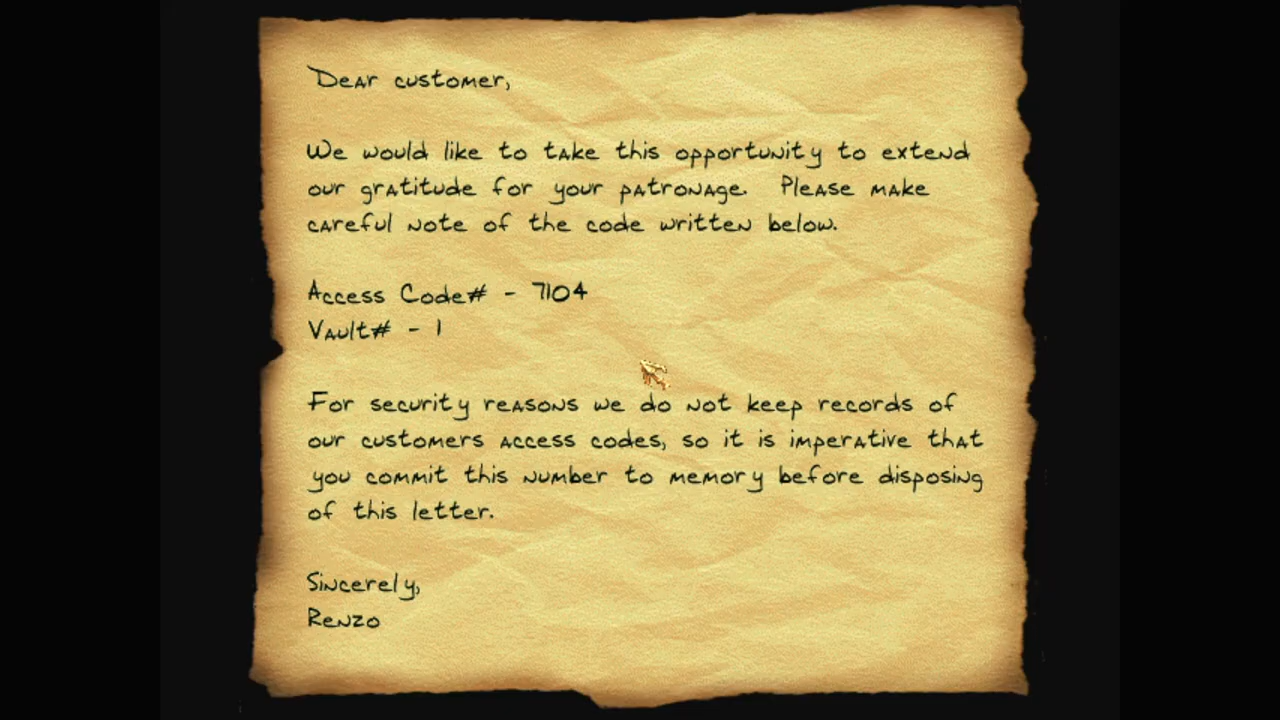 Dear customer,
We would like to take this opportunity to extend
our gratitude for your patronage. Please make
careful note of the code written below.
Access Code# - 7104
Vault# - 1
For security reasons we do not keep records of
our customers access codes, so it is imperative that
you commit this number to memory before disposing
of this letter.
Sincerely,
Renzo